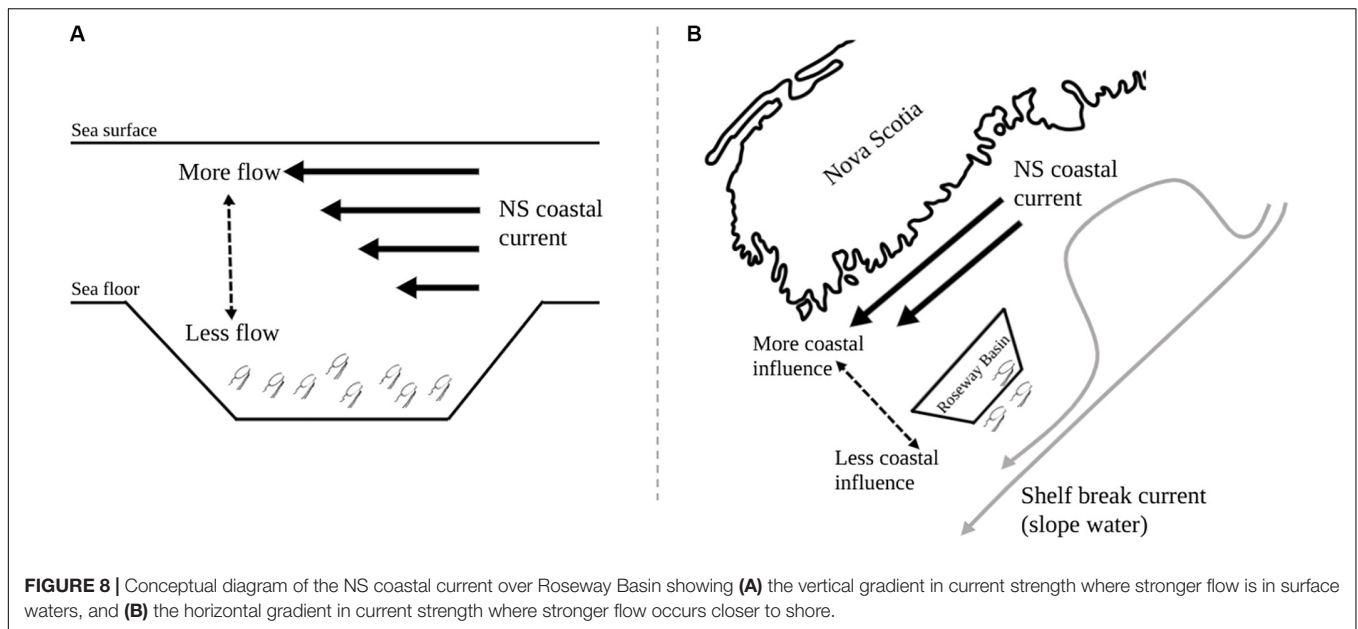 A
Sea surface
More flow
NS coastal
current
Sea floor
Less flow
B
Nova Scotia
NS coastal
current
More coastal
influence
Roseway Basin
Less coastal
influence
Shelf break current
(slope water)
FIGURE 8 | Conceptual diagram of the NS coastal current over Roseway Basin showing (A) the vertical gradient in current strength where stronger flow is in surface
waters, and (B) the horizontal gradient in current strength where stronger flow occurs closer to shore.